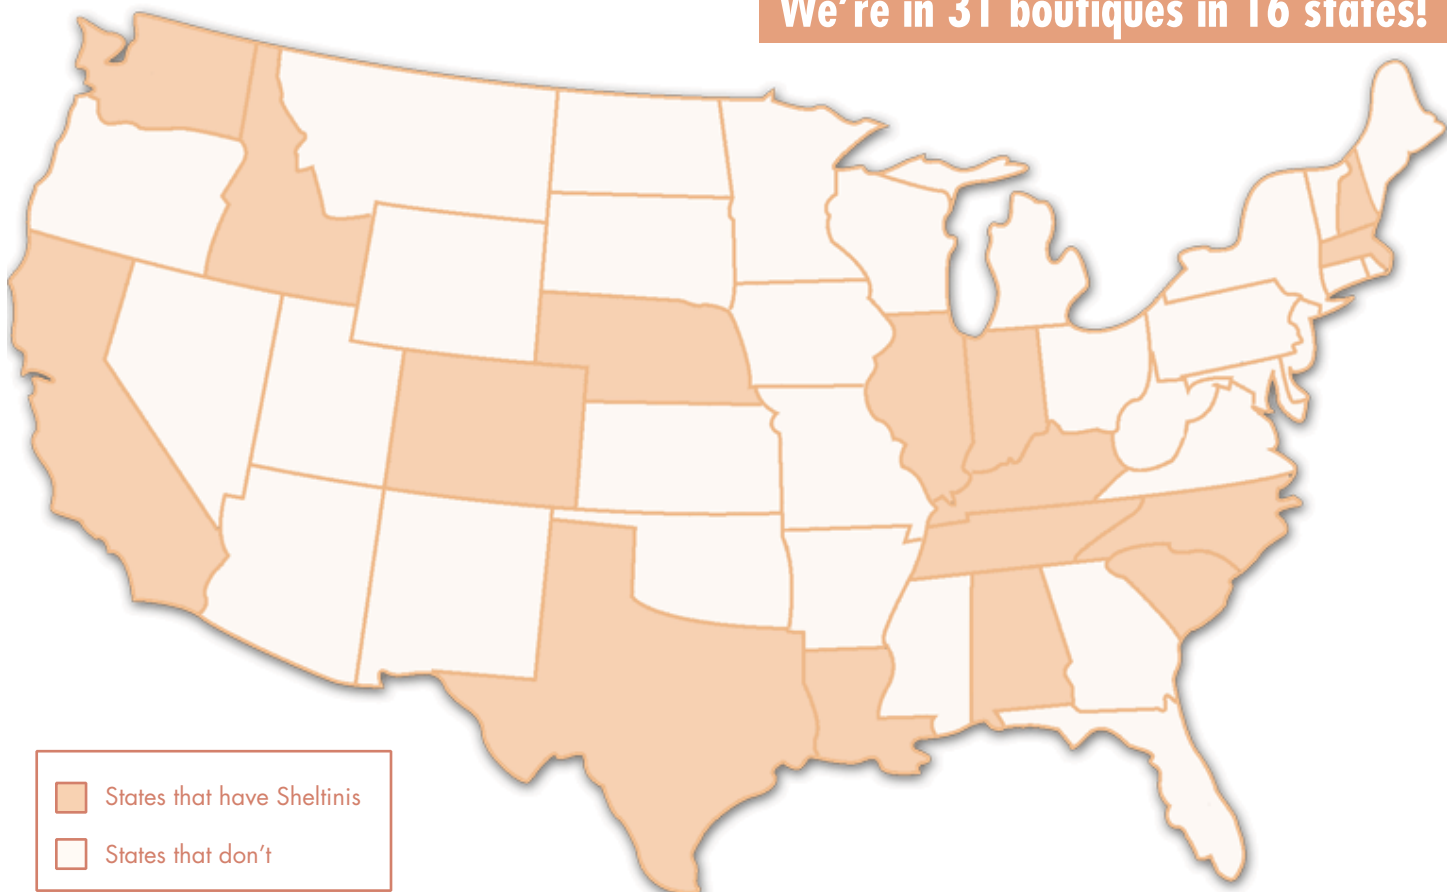 We're in 31 boutiques in 16 states!
States that have Sheltinis
States that don't